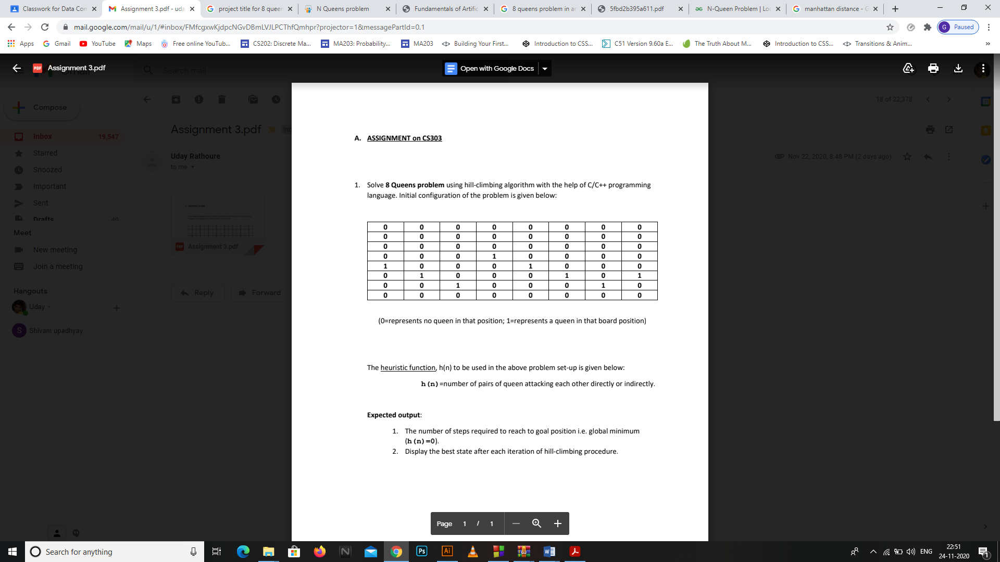 Classwork for Data Con
Assignment 3.pdf - uda
project title for 8 queen
N Queens problem
Fundamentals of Artific
8 queens problem in ar
5fbd2b395a611.pdf
N-Queen Problem | Loc
manhattan distance - G
mail.google.com/mail/u/1/#inbox/FMfcgxwKjdpcNGvDBmLVJLPCThfQmhpr?projector=1&messagePartId=0.1
G Paused
Apps
Gmail
YouTube
Maps
Free online YouTub...
CS202: Discrete Ma...
MA203: Probability...
MA203
Building Your First...
Introduction to CSS...
C51 Version 9.60a E...
The Truth About M...
Introduction to CSS...
Transitions & Anim...
»
PDF Assignment 3.pdf
Gmail
Search mail
Open with Google Docs
Compose
18 of 22,378
Assignment 3.pdf
Inbox 19,547
Starred
Snoozed
Important
Sent
Drafts 40
Uday Rathoure
to me
Nov 22, 2020, 8:48 PM (2 days ago)
PDF Assignment 3.pdf
Reply
Forward
Meet
New meeting
Join a meeting
Hangouts
Uday
S Shivam upadhyay
A. ASSIGNMENT on CS303
1. Solve 8 Queens problem using hill-climbing algorithm with the help of C/C++ programming
language. Initial configuration of the problem is given below:
0 0 0 0 0 0 0 0
0 0 0 0 0 0 0 0
0 0 0 0 0 0 0 0
0 0 0 1 0 0 0 0
1 0 0 0 1 0 0 0
0 1 0 0 0 1 0 1
0 0 1 0 0 0 1 0
0 0 0 0 0 0 0 0
(0=represents no queen in that position; 1=represents a queen in that board position)
The heuristic function, h(n) to be used in the above problem set-up is given below:
h(n)=number of pairs of queen attacking each other directly or indirectly.
Expected output:
1. The number of steps required to reach to goal position i.e. global minimum
(h(n)=0).
2. Display the best state after each iteration of hill-climbing procedure.
Page 1 / 1
Search for anything
Ps
Ai
ENG
22:51
24-11-2020
1